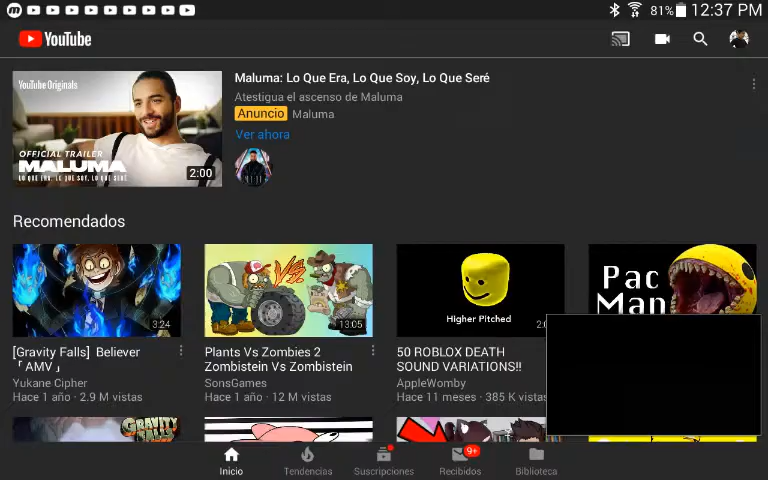 81% 12:37 PM
YouTube
YouTube Originals
OFFICIAL TRAILER
MALUMA
LO QUE ERA, LO QUE SOY, LO QUE SERÉ
2:00
Maluma: Lo Que Era, Lo Que Soy, Lo Que Seré
Atestigua el ascenso de Maluma
Anuncio Maluma
Ver ahora
Recomendados
3:24
[Gravity Falls] Believer
「AMV」
Yukane Cipher
Hace 1 año · 2.9 M vistas
VS
13:05
Plants Vs Zombies 2
Zombistein Vs Zombistein
SonsGames
Hace 1 año · 12 M vistas
Higher Pitched
50 ROBLOX DEATH
SOUND VARIATIONS!!
AppleWomby
Hace 11 meses · 385 K vistas
Pac
Man
GRAVITY
FALLS
Inicio
Tendencias
Suscripciones
9+
Recibidos
Biblioteca